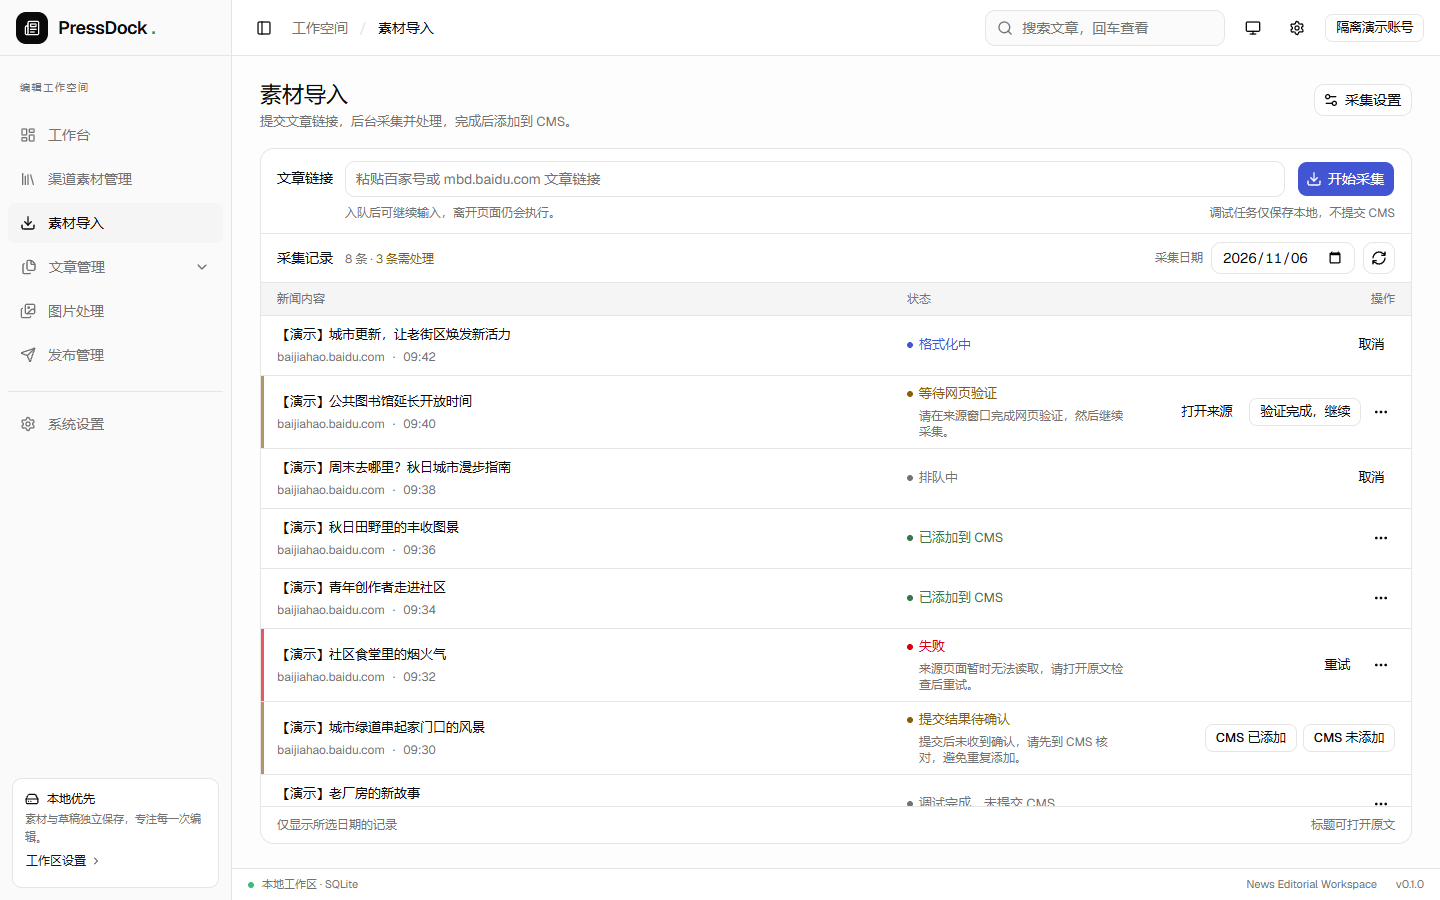 PressDock.
工作空间 / 素材导入
搜索文章，回车查看
隔离演示账号
编辑工作空间
工作台
渠道素材管理
素材导入
文章管理
图片处理
发布管理
系统设置
本地优先
素材与草稿独立保存，专注每一次编
辑。
工作区设置
素材导入
提交文章链接，后台采集并处理，完成后添加到 CMS。
采集设置
文章链接
粘贴百家号或 mbd.baidu.com 文章链接
开始采集
入队后可继续输入，离开页面仍会执行。
调试任务仅保存本地，不提交 CMS
采集记录 8 条 · 3 条需处理
采集日期 2026/11/06
新闻内容 状态 操作
【演示】城市更新，让老街区焕发新活力
baijiahao.baidu.com · 09:42
格式化中
取消
【演示】公共图书馆延长开放时间
baijiahao.baidu.com · 09:40
等待网页验证
请在来源窗口完成网页验证，然后继续
采集。
打开来源 验证完成，继续
【演示】周末去哪里？秋日城市漫步指南
baijiahao.baidu.com · 09:38
排队中
取消
【演示】秋日田野里的丰收图景
baijiahao.baidu.com · 09:36
已添加到 CMS
【演示】青年创作者走进社区
baijiahao.baidu.com · 09:34
已添加到 CMS
【演示】社区食堂里的烟火气
baijiahao.baidu.com · 09:32
失败
来源页面暂时无法读取，请打开原文检
查后重试。
重试
【演示】城市绿道串起家门口的风景
baijiahao.baidu.com · 09:30
提交结果待确认
提交后未收到确认，请先到 CMS 核
对，避免重复添加。
CMS 已添加 CMS 未添加
【演示】老厂房的新故事
调试完成，未提交 CMS
仅显示所选日期的记录
标题可打开原文
本地工作区 · SQLite
News Editorial Workspace v0.1.0